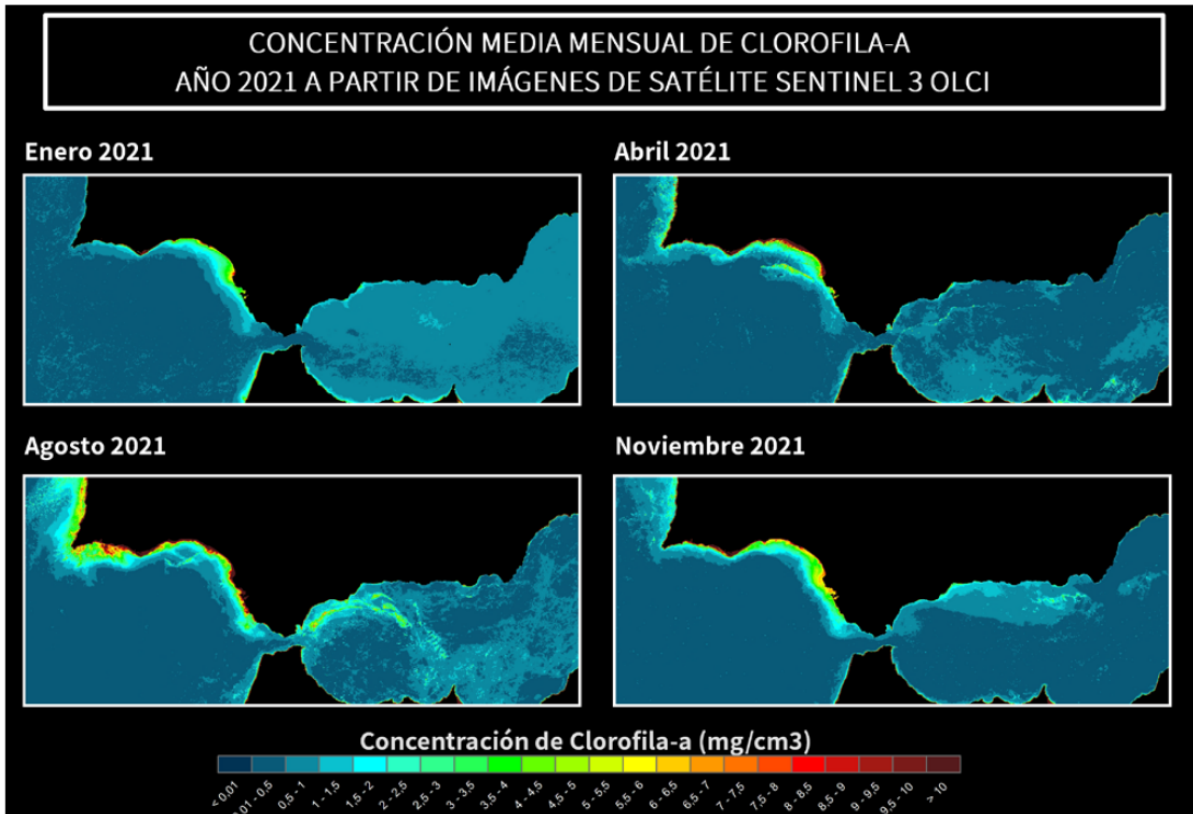 CONCENTRACIÓN MEDIA MENSUAL DE CLOROFILA-A
AÑO 2021 A PARTIR DE IMÁGENES DE SATÉLITE SENTINEL 3 OLCI
Enero 2021
Abril 2021
Agosto 2021
Noviembre 2021
Concentración de Clorofila-a (mg/cm3)
< 0,01
0,01 - 0,5
0,5 - 1
1 - 1,5
1,5 - 2
2 - 2,5
2,5 - 3
3 - 3,5
3,5 - 4
4 - 4,5
4,5 - 5
5 - 5,5
5,5 - 6
6 - 6,5
6,5 - 7
7 - 7,5
7,5 - 8
8 - 8,5
8,5 - 9
9 - 9,5
9,5 - 10
> 10